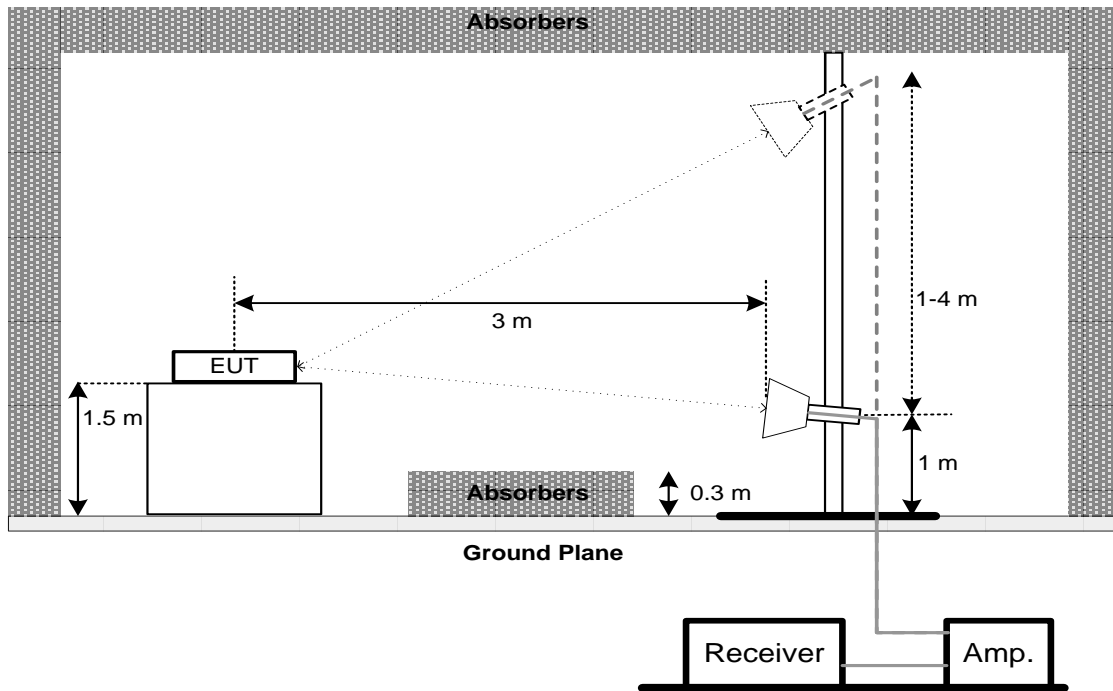 Absorbers
1-4 m
3 m
EUT
1.5 m
1 m
Absorbers
0.3 m
Ground Plane
Receiver
Amp.